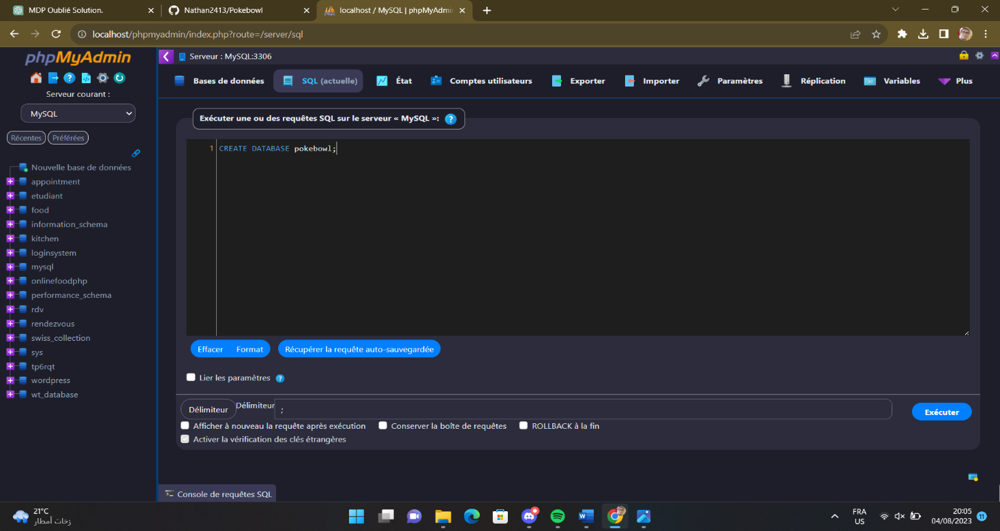 MDP Oublié Solution.
Nathan2413/Pokebowl
localhost / MySQL | phpMyAdmin
localhost/phpmyadmin/index.php?route=/server/sql
phpMyAdmin
Serveur courant :
MySQL
Récentes
Préférées
Nouvelle base de données
appointment
etudiant
food
information_schema
kitchen
loginsystem
mysql
onlinefoodphp
performance_schema
rdv
rendezvous
swiss_collection
sys
tp6rqt
wordpress
wt_database
Serveur : MySQL:3306
Bases de données
SQL (actuelle)
État
Comptes utilisateurs
Exporter
Importer
Paramètres
Réplication
Variables
Plus
Exécuter une ou des requêtes SQL sur le serveur « MySQL »:
1 CREATE DATABASE pokebowl;
Effacer
Format
Récupérer la requête auto-sauvegardée
Lier les paramètres
Délimiteur
Délimiteur
;
Exécuter
Afficher à nouveau la requête après exécution
Conserver la boîte de requêtes
ROLLBACK à la fin
Activer la vérification des clés étrangères
Console de requêtes SQL
21°C
زخات أمطار
FRA
US
20:05
04/08/2023
11